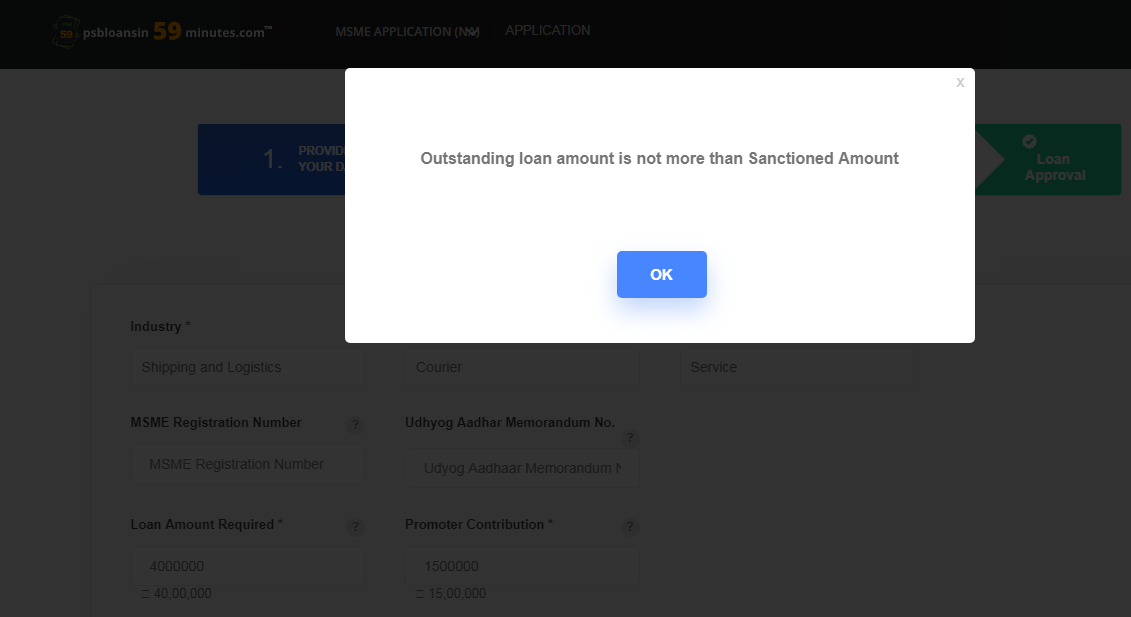 59 psbloansin 59 minutes.com™
MSME APPLICATION
APPLICATION
X
1. PROVID
YOUR D
Outstanding loan amount is not more than Sanctioned Amount
OK
Loan
Approval
Industry *
Shipping and Logistics
Courier
Service
MSME Registration Number ?
Udhyog Aadhar Memorandum No. ?
MSME Registration Number
Udyog Aadhaar Memorandum
Loan Amount Required * ?
Promoter Contribution * ?
4000000
1500000
40,00,000
15,00,000